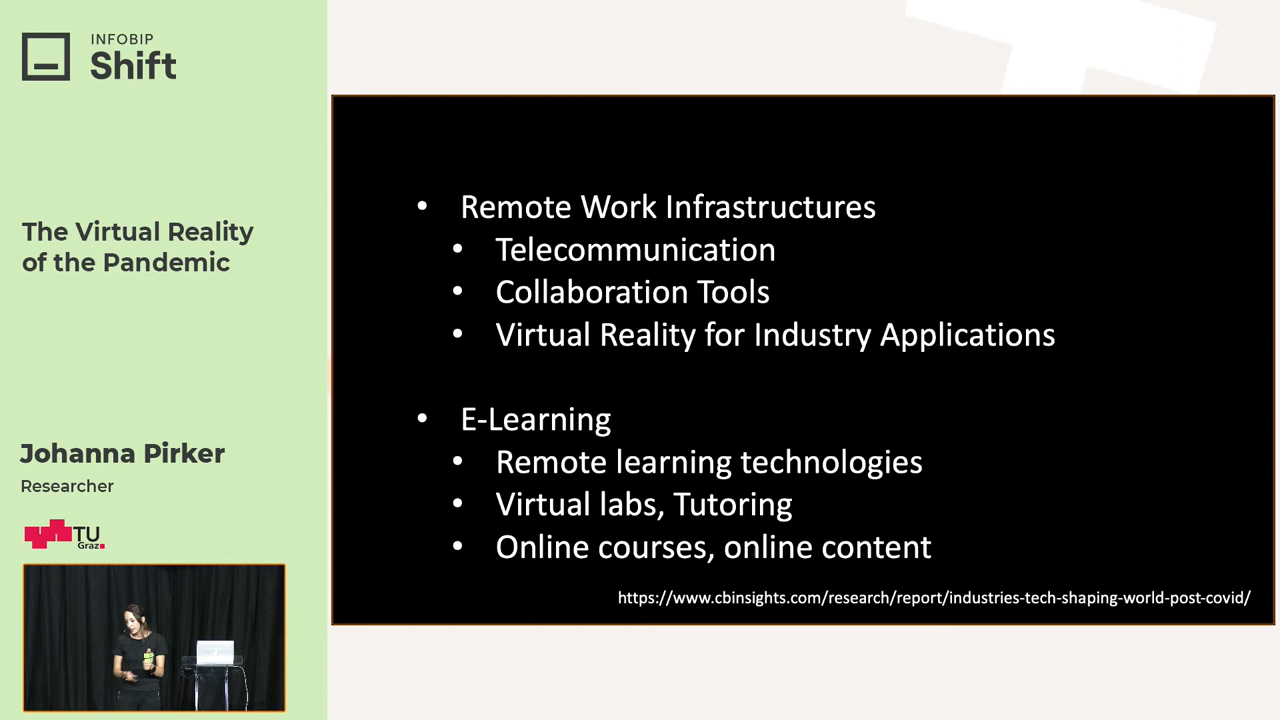 INFOBIP
Shift
The Virtual Reality
of the Pandemic
Johanna Pirker
Researcher
TU
Graz
• Remote Work Infrastructures
• Telecommunication
• Collaboration Tools
• Virtual Reality for Industry Applications
• E-Learning
• Remote learning technologies
• Virtual labs, Tutoring
• Online courses, online content
https://www.cbinsights.com/research/report/industries-tech-shaping-world-post-covid/